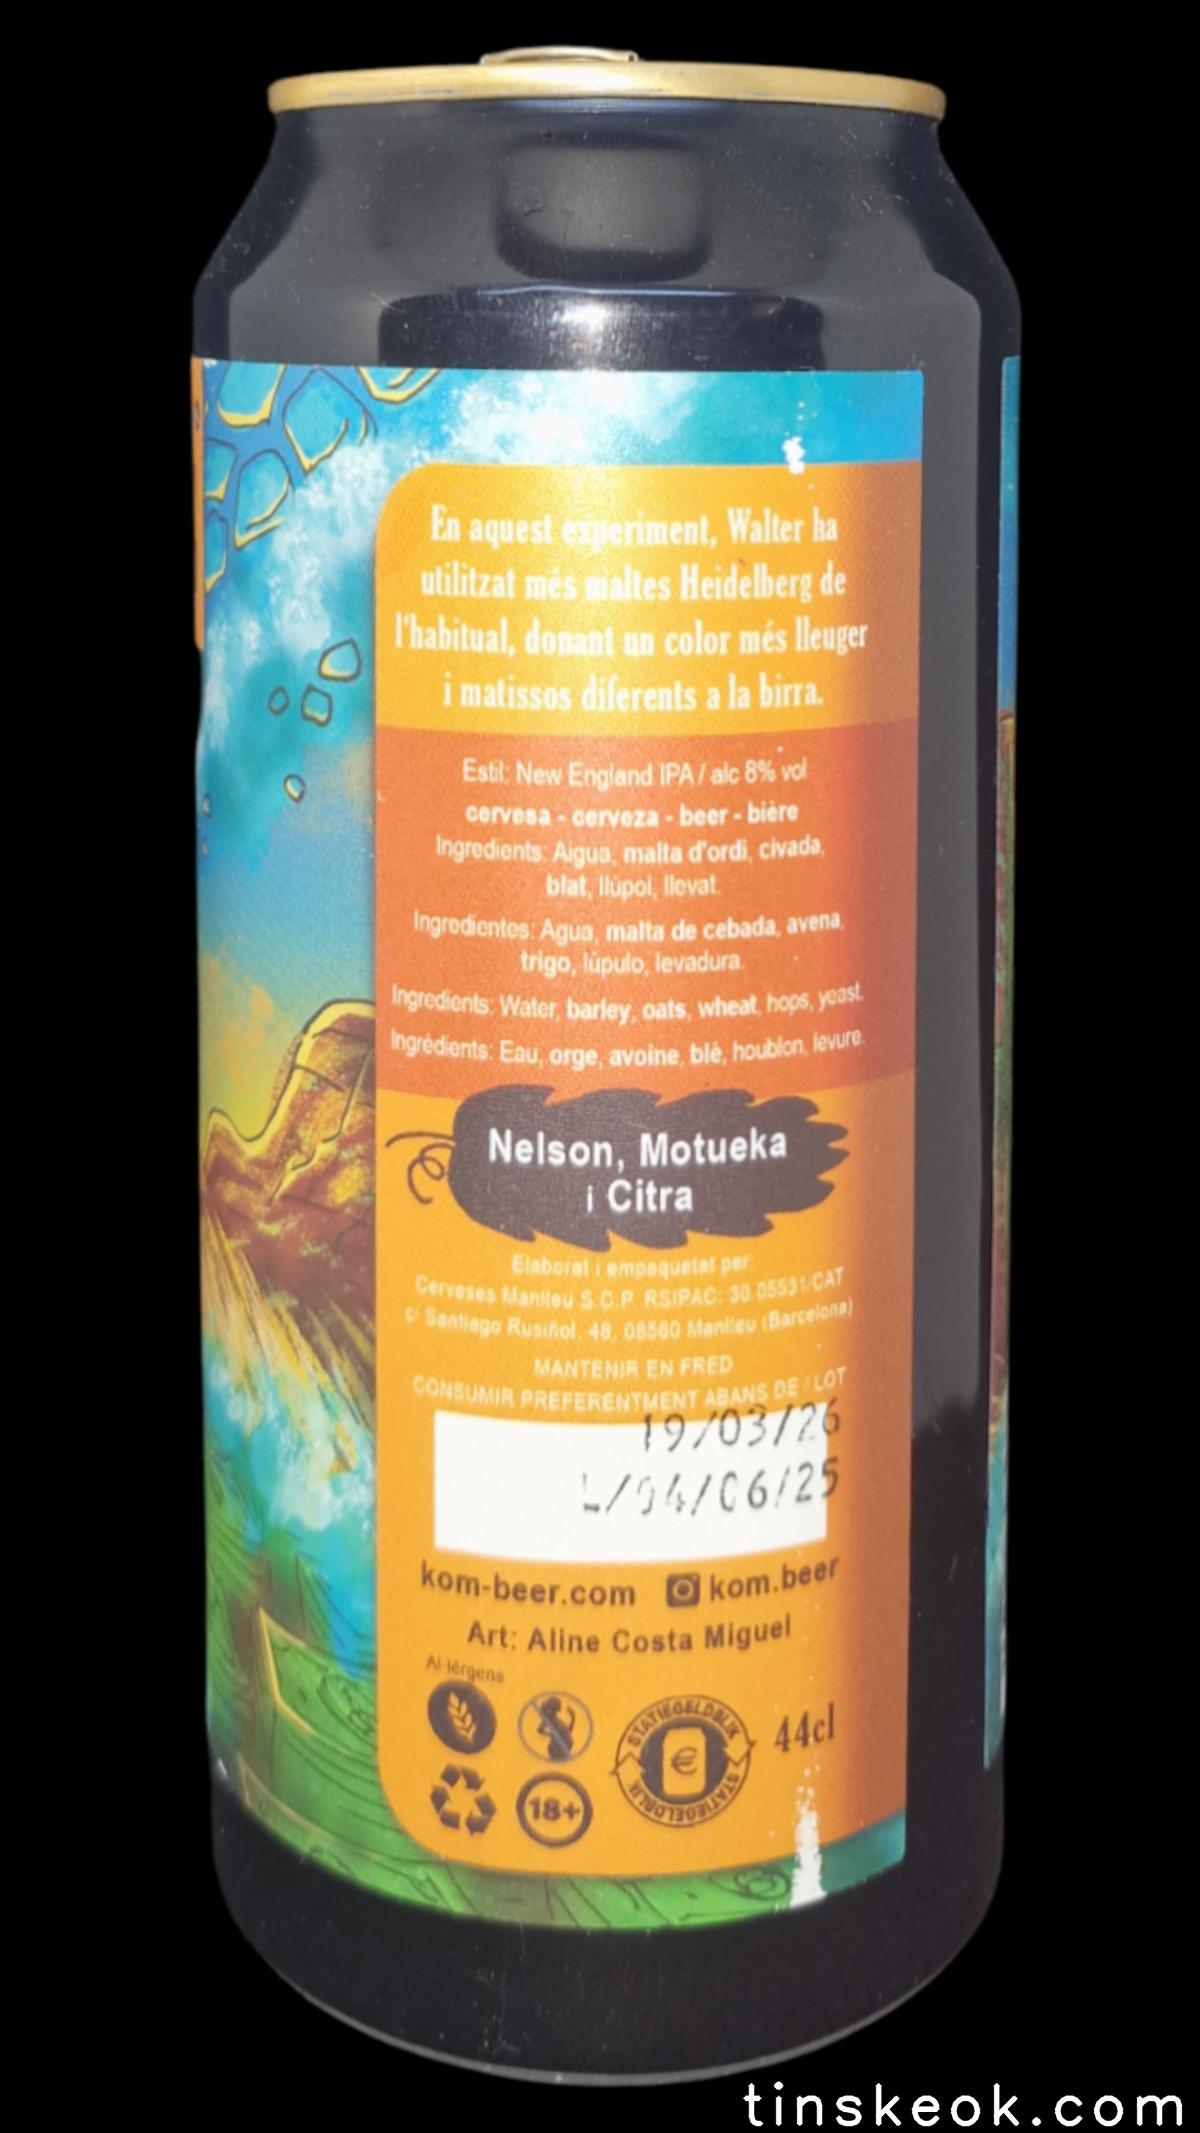 En aquest experiment, Walter ha
utilitzat més maltes Heidelberg de
l'habitual, donant un color més lleuger
i matissos diferents a la birra.
Estil: New England IPA / alc 8% vol
cervesa - cerveza - beer - bière
Ingredients: Aigua, malta d'ordi, civada,
blat, llúpol, llevat.
Ingredientes: Agua, malta de cebada, avena,
trigo, lúpulo, levadura.
Ingredients: Water, barley, oats, wheat, hops, yeast.
Ingrédients: Eau, orge, avoine, blé, houblon, levure.
Nelson, Motueka
i Citra
Elaborat i empaquetat per:
Cerveses Manlleu S.C.P. RSIPAC: 30.05531/CAT
c/ Santiago Rusiñol, 48, 08560 Manlleu (Barcelona)
MANTENIR EN FRED
CONSUMIR PREFERENTMENT ABANS DE / LOT
19/03/26
L/04/06/25
kom-beer.com kom.beer
Art: Aline Costa Miguel
Al·lèrgens
STATIEGELDBLIK
€
STATIEGELDBLIK
STATIEGELDBLIK
44cl
18+
tinskeok.com